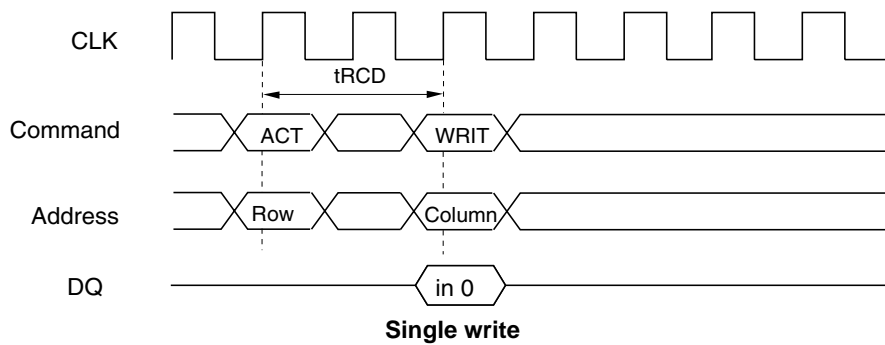 CLK
tRCD
Command ACT WRIT
Address Row Column
DQ in 0
Single write